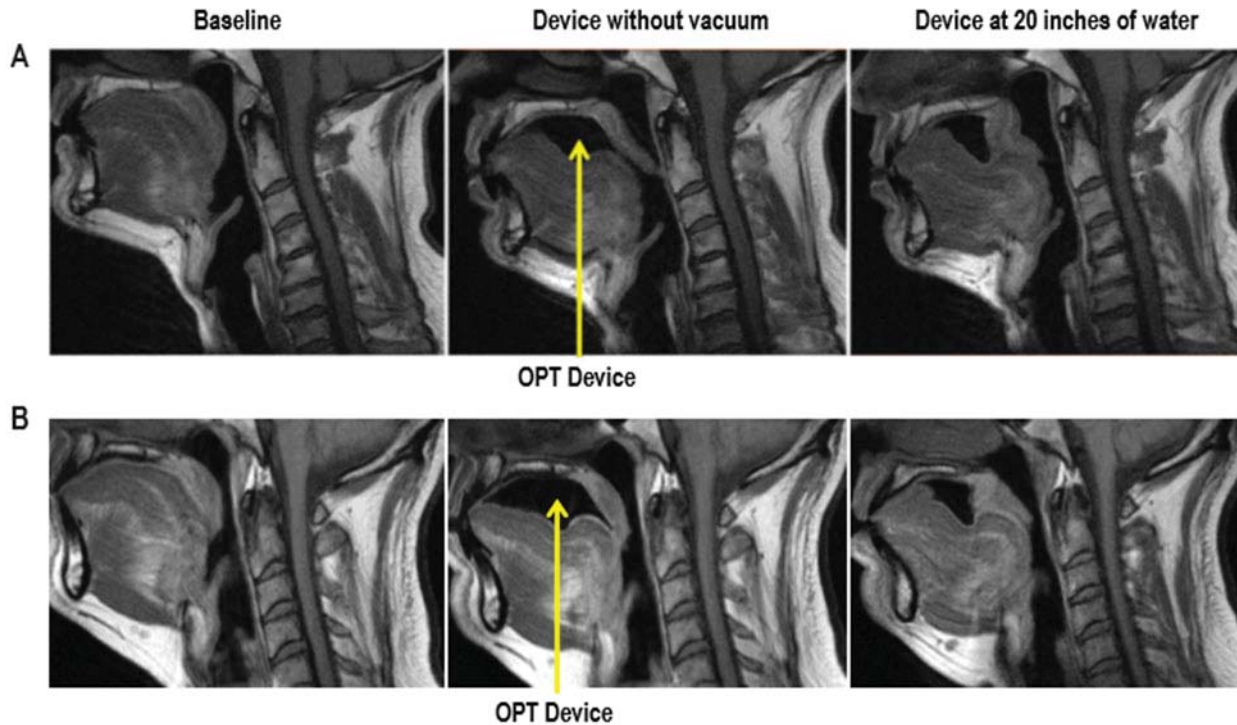 Baseline
Device without vacuum
Device at 20 inches of water
A
OPT Device
B
OPT Device